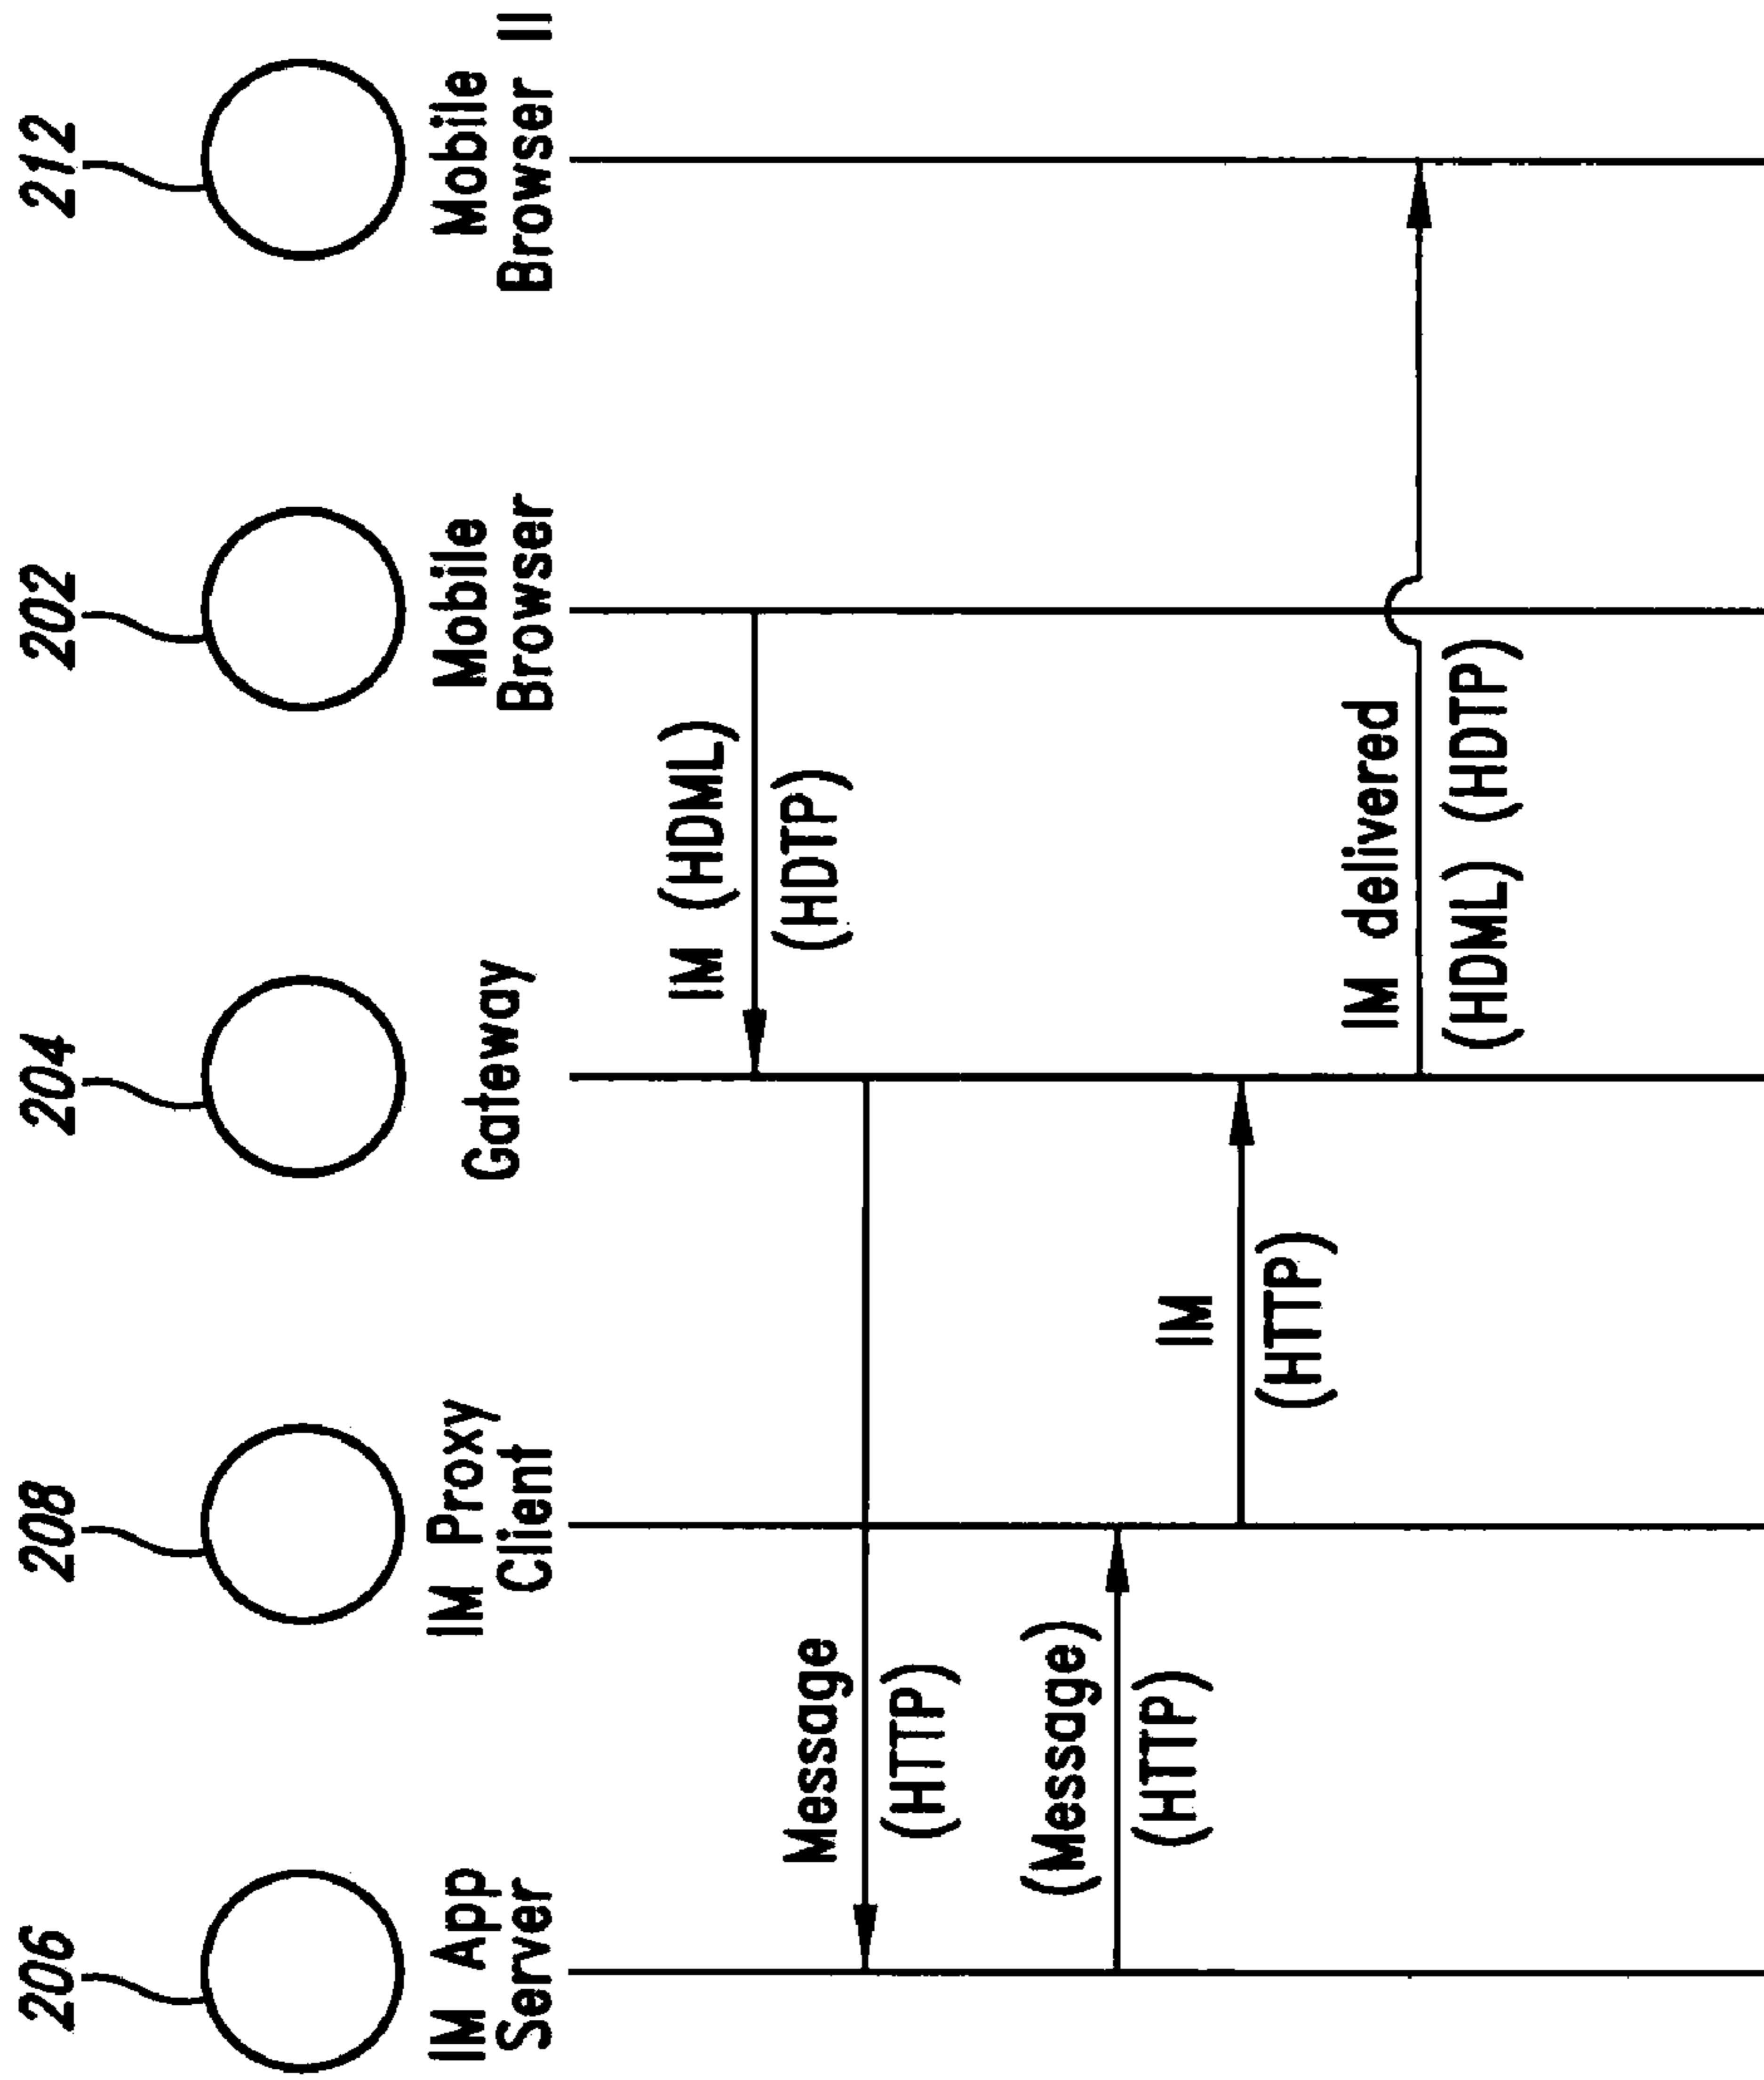 206
208
204
202
212
IM App
Server
IM Proxy
Client
Gateway
Mobile
Browser
Mobile
Browser II
IM (HDML)
(HDTP)
Message
(HTTP)
(Message)
(HTTP)
IM
(HTTP)
IM delivered
(HDML) (HDTP)